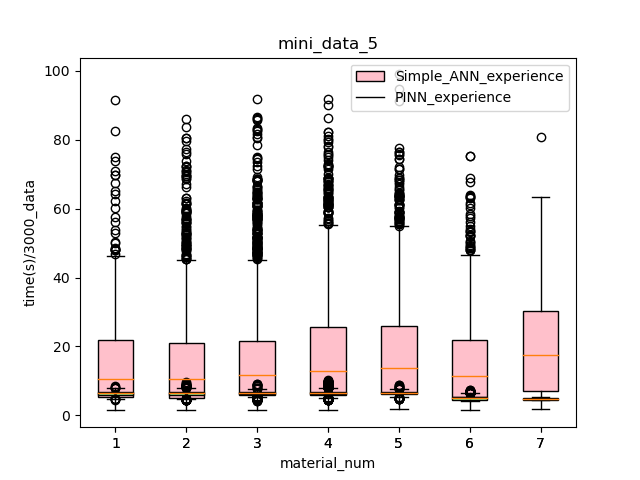 mini_data_5
100
80
60
40
20
0
time(s)/3000_data
Simple_ANN_experience
PINN_experience
1 2 3 4 5 6 7
material_num